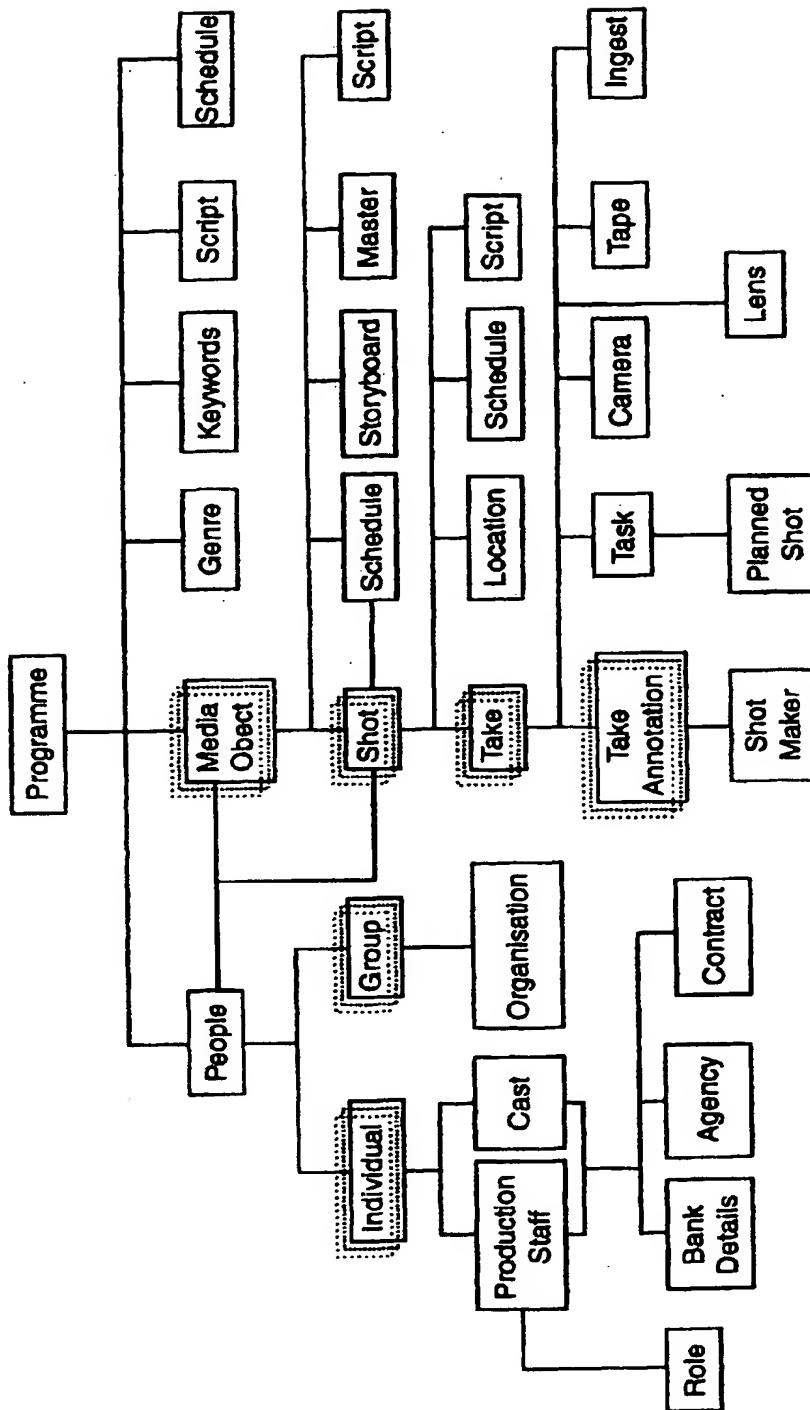 Programme
People
Media
Obect
Genre
Keywords
Script
Schedule
Individual
Group
Shot
Schedule
Storyboard
Master
Script
Production
Staff
Cast
Organisation
Take
Location
Schedule
Script
Role
Bank
Details
Agency
Contract
Take
Annotation
Task
Camera
Tape
Ingest
Shot
Maker
Planned
Shot
Lens